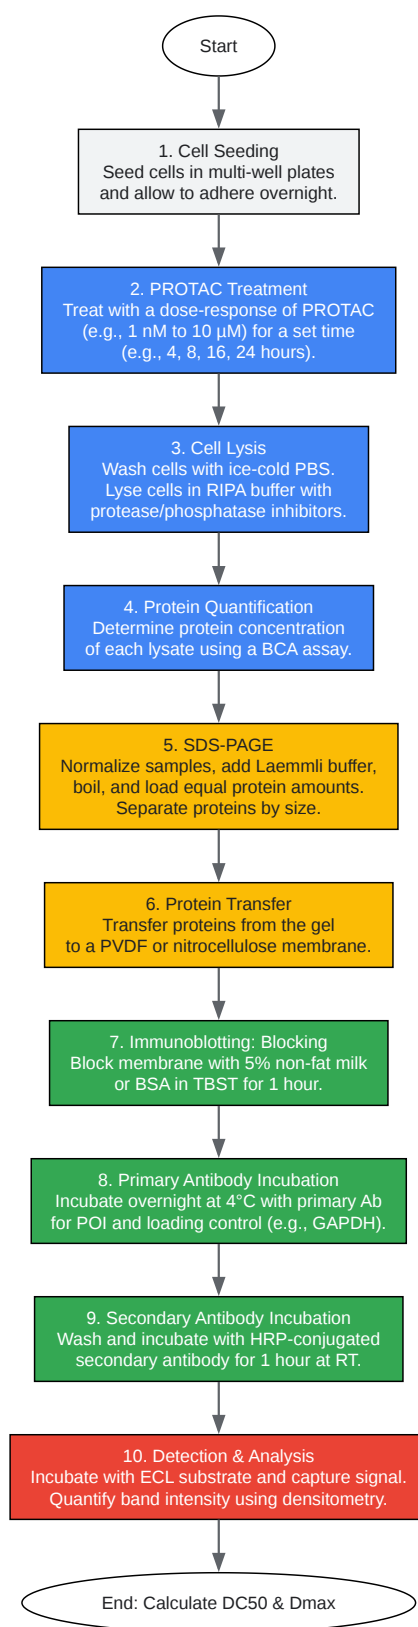 Start
1. Cell Seeding
Seed cells in multi-well plates
and allow to adhere overnight.
2. PROTAC Treatment
Treat with a dose-response of PROTAC
(e.g., 1 nM to 10 µM) for a set time
(e.g., 4, 8, 16, 24 hours).
3. Cell Lysis
Wash cells with ice-cold PBS.
Lyse cells in RIPA buffer with
protease/phosphatase inhibitors.
4. Protein Quantification
Determine protein concentration
of each lysate using a BCA assay.
5. SDS-PAGE
Normalize samples, add Laemmli buffer,
boil, and load equal protein amounts.
Separate proteins by size.
6. Protein Transfer
Transfer proteins from the gel
to a PVDF or nitrocellulose membrane.
7. Immunoblotting: Blocking
Block membrane with 5% non-fat milk
or BSA in TBST for 1 hour.
8. Primary Antibody Incubation
Incubate overnight at 4°C with primary Ab
for POI and loading control (e.g., GAPDH).
9. Secondary Antibody Incubation
Wash and incubate with HRP-conjugated
secondary antibody for 1 hour at RT.
10. Detection & Analysis
Incubate with ECL substrate and capture signal.
Quantify band intensity using densitometry.
End: Calculate DC50 & Dmax